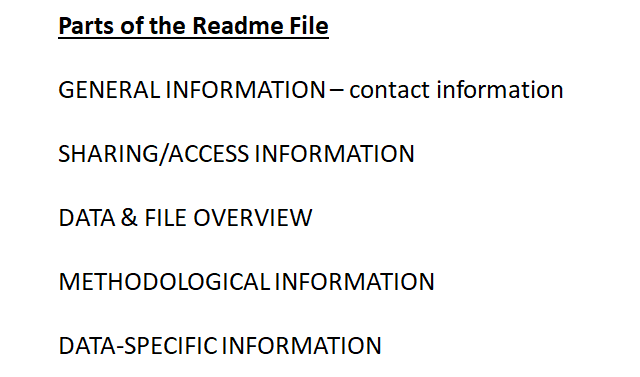 Parts of the Readme File
GENERAL INFORMATION – contact information
SHARING/ACCESS INFORMATION
DATA & FILE OVERVIEW
METHODOLOGICAL INFORMATION
DATA-SPECIFIC INFORMATION